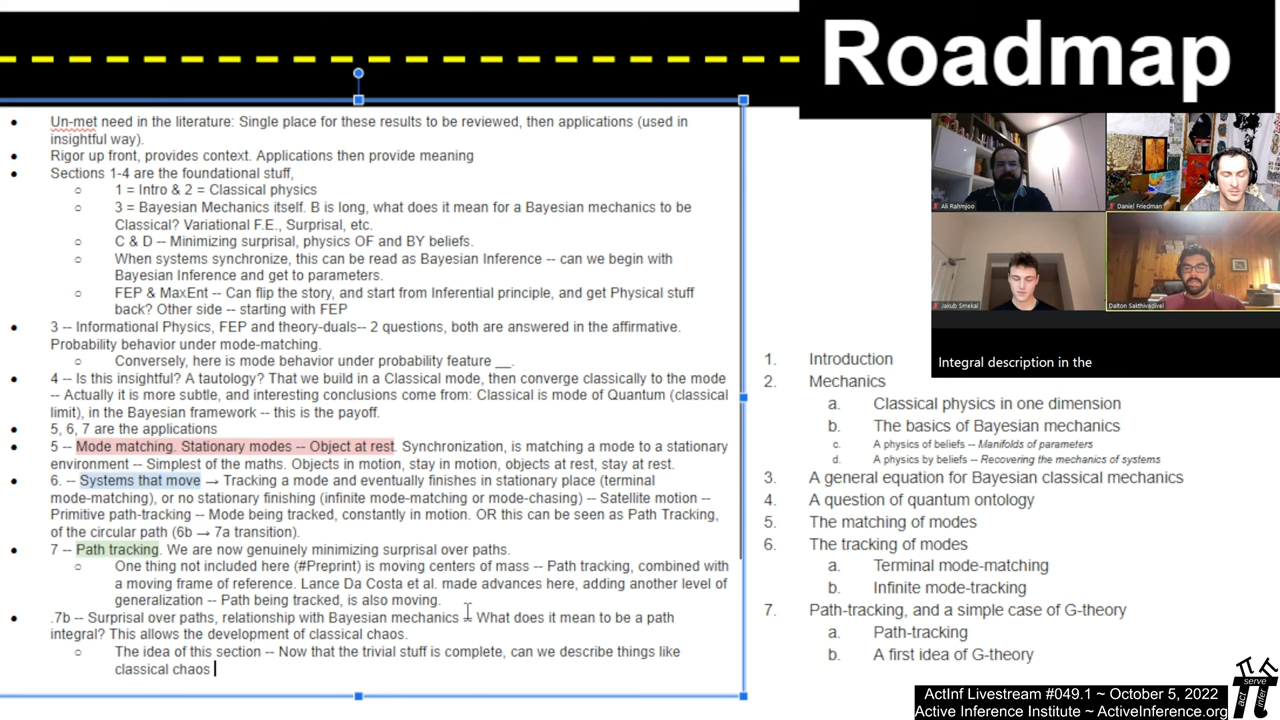 Roadmap
● Un-met need in the literature: Single place for these results to be reviewed, then applications (used in
insightful way).
● Rigor up front, provides context. Applications then provide meaning
● Sections 1-4 are the foundational stuff,
○ 1 = Intro & 2 = Classical physics
○ 3 = Bayesian Mechanics itself. B is long, what does it mean for a Bayesian mechanics to be
Classical? Variational F.E., Surprisal, etc.
○ C & D -- Minimizing surprisal, physics OF and BY beliefs.
○ When systems synchronize, this can be read as Bayesian Inference -- can we begin with
Bayesian Inference and get to parameters.
○ FEP & MaxEnt -- Can flip the story, and start from Inferential principle, and get Physical stuff
back? Other side -- starting with FEP
● 3 -- Informational Physics, FEP and theory-duals-- 2 questions, both are answered in the affirmative.
Probability behavior under mode-matching.
○ Conversely, here is mode behavior under probability feature __.
● 4 -- Is this insightful? A tautology? That we build in a Classical mode, then converge classically to the mode
-- Actually it is more subtle, and interesting conclusions come from: Classical is mode of Quantum (classical
limit), in the Bayesian framework -- this is the payoff.
● 5, 6, 7 are the applications
● 5 -- Mode matching. Stationary modes -- Object at rest. Synchronization, is matching a mode to a stationary
environment -- Simplest of the maths. Objects in motion, stay in motion, objects at rest, stay at rest.
● 6. -- Systems that move → Tracking a mode and eventually finishes in stationary place (terminal
mode-matching), or no stationary finishing (infinite mode-matching or mode-chasing) -- Satellite motion --
Primitive path-tracking -- Mode being tracked, constantly in motion. OR this can be seen as Path Tracking,
of the circular path (6b → 7a transition).
● 7 -- Path tracking. We are now genuinely minimizing surprisal over paths.
○ One thing not included here (#Preprint) is moving centers of mass -- Path tracking, combined with
a moving frame of reference. Lance Da Costa et al. made advances here, adding another level of
generalization -- Path being tracked, is also moving.
● .7b -- Surprisal over paths, relationship with Bayesian mechanics -- What does it mean to be a path
integral? This allows the development of classical chaos.
○ The idea of this section -- Now that the trivial stuff is complete, can we describe things like
classical chaos
Ali Rahmjoo
Daniel Friedman
Jakub Smekal
Dalton Sakthivadivel
Integral description in the
1. Introduction
2. Mechanics
a. Classical physics in one dimension
b. The basics of Bayesian mechanics
c. A physics of beliefs -- Manifolds of parameters
d. A physics by beliefs -- Recovering the mechanics of systems
3. A general equation for Bayesian classical mechanics
4. A question of quantum ontology
5. The matching of modes
6. The tracking of modes
a. Terminal mode-matching
b. Infinite mode-tracking
7. Path-tracking, and a simple case of G-theory
a. Path-tracking
b. A first idea of G-theory
ActInf Livestream #049.1 ~ October 5, 2022
Active Inference Institute ~ ActiveInference.org
serve
act
infer